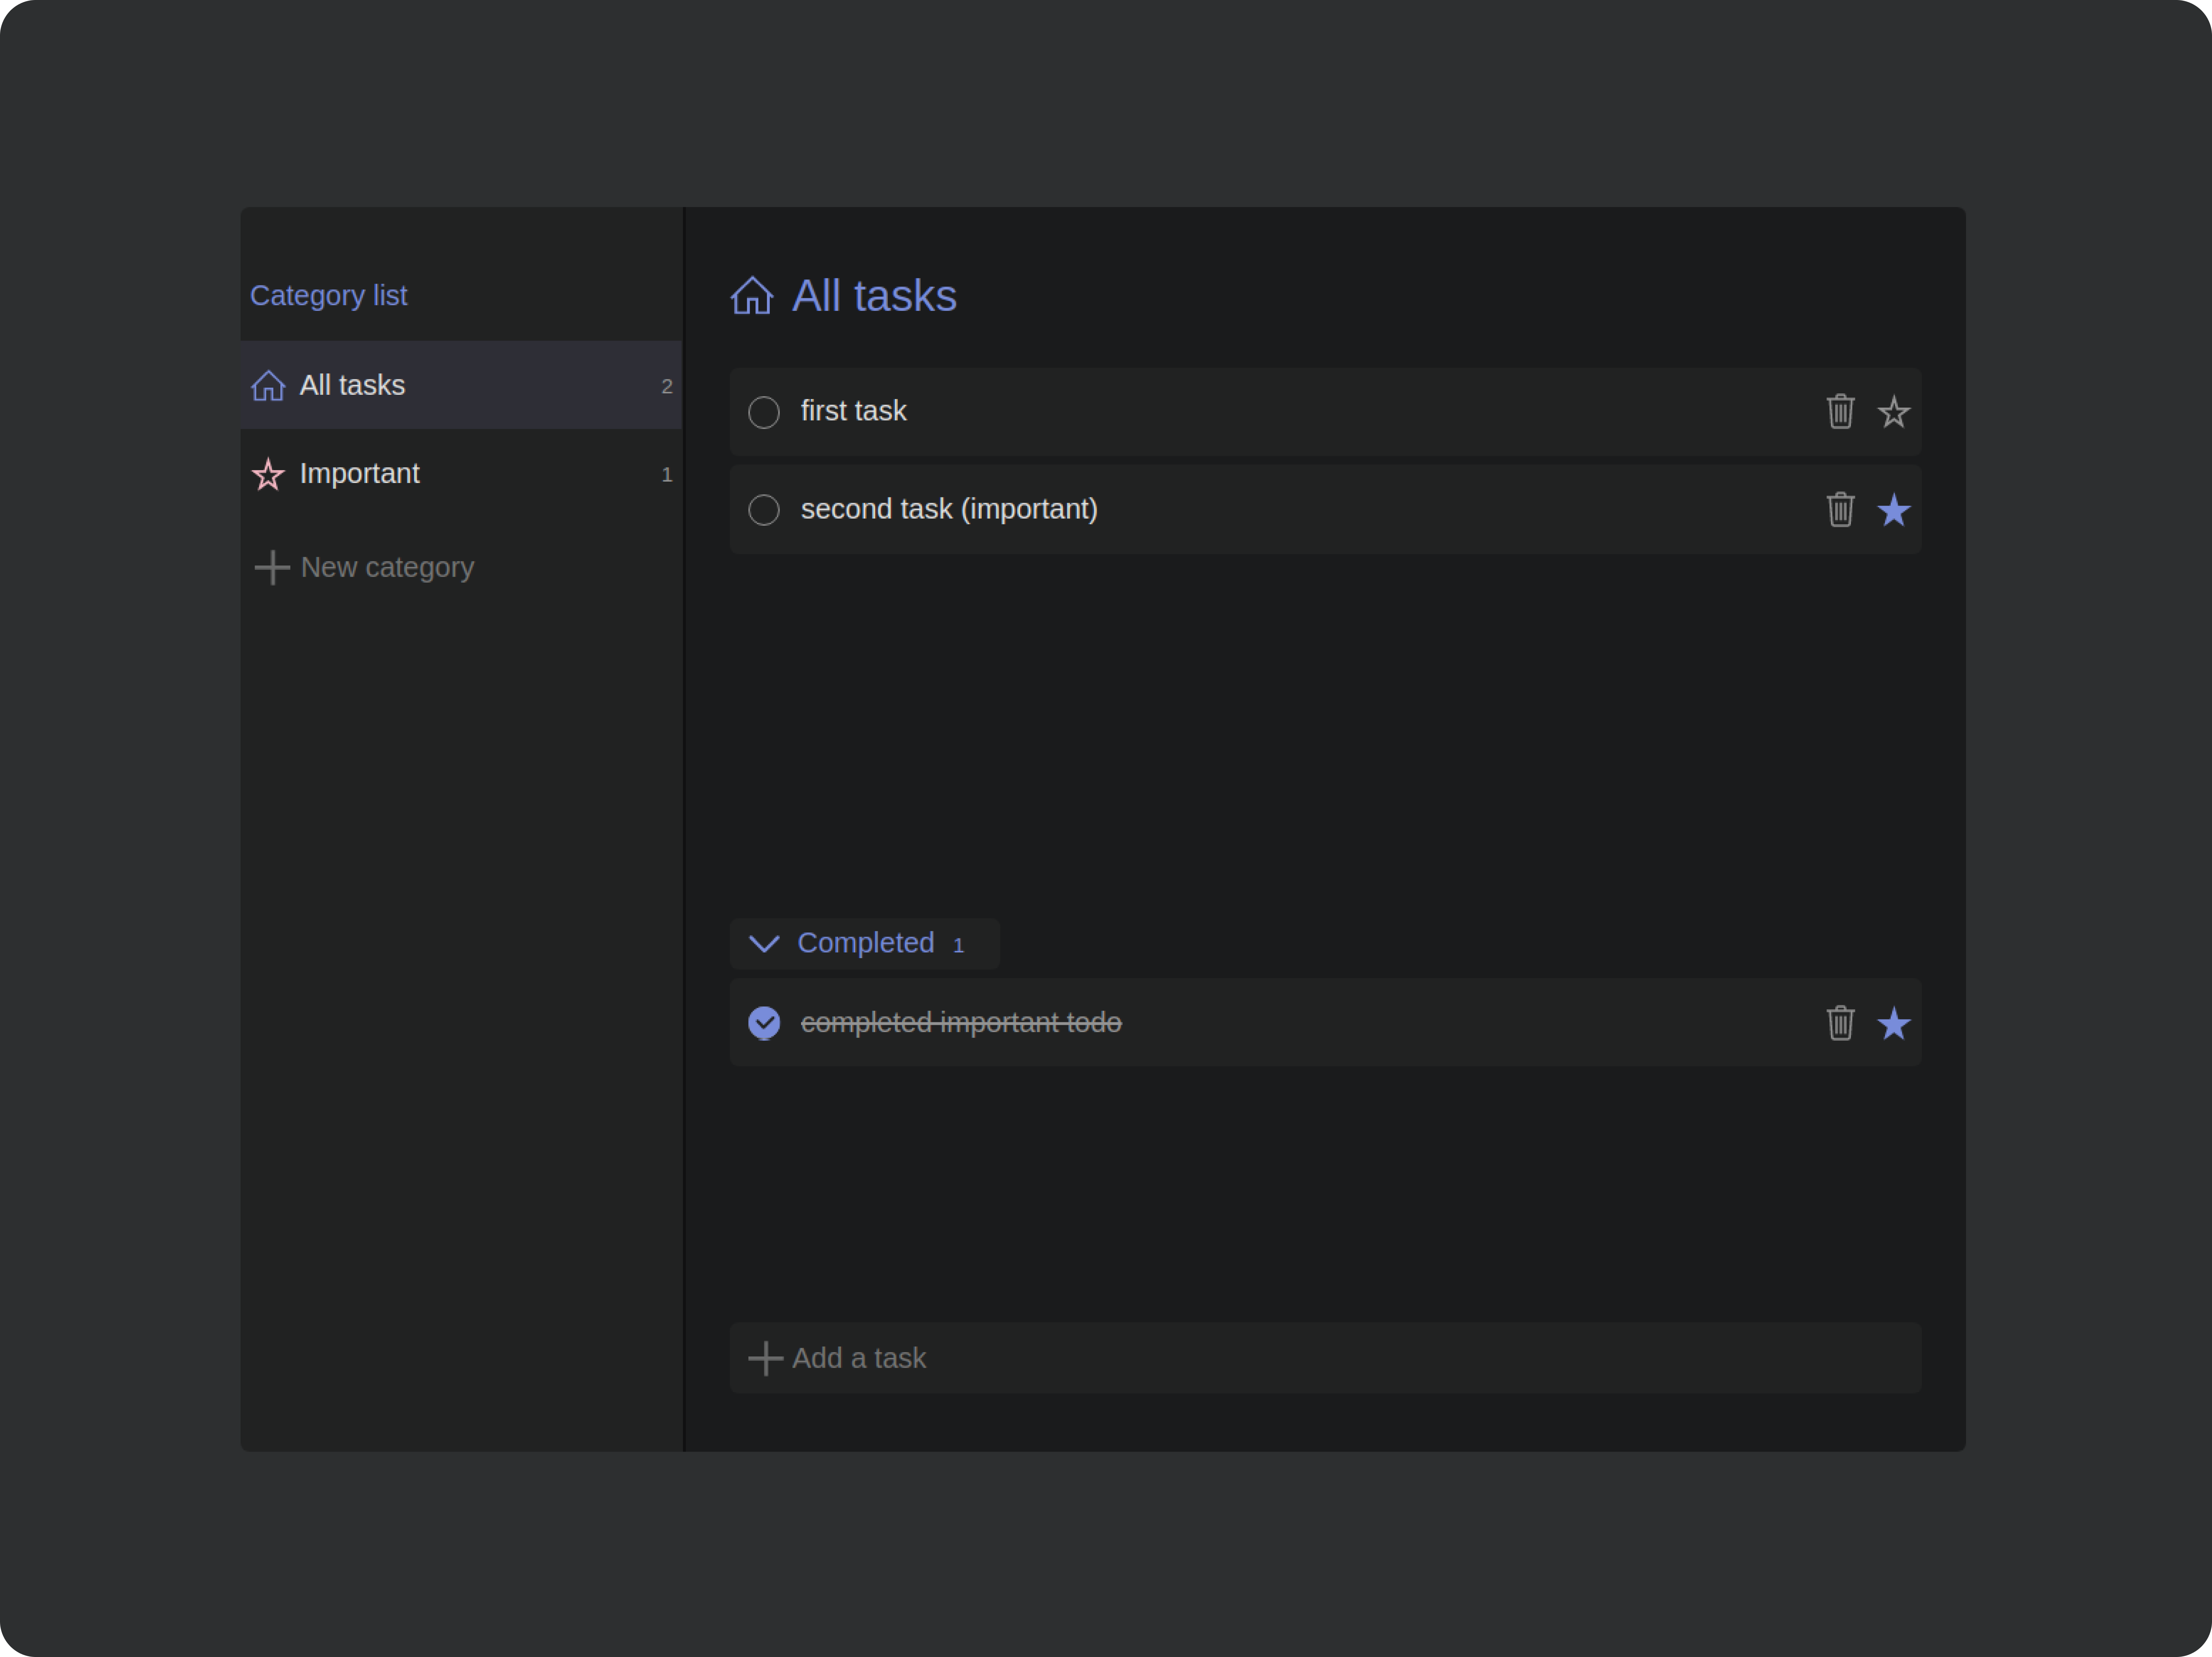 Category list
All tasks 2
Important 1
New category
All tasks
first task
second task (important)
Completed 1
completed important todo
Add a task